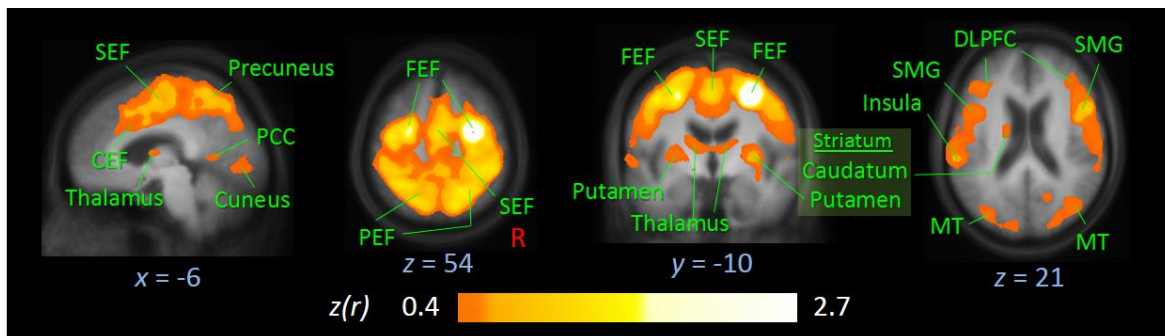 SEF
Precuneus
CEF
PCC
Thalamus
Cuneus
x = -6
FEF
SEF
PEF
R
z = 54
FEF
SEF
FEF
Putamen
Thalamus
Striatum
Caudatum
Putamen
y = -10
DLPFC
SMG
SMG
Insula
MT
MT
z = 21
z(r) 0.4 2.7